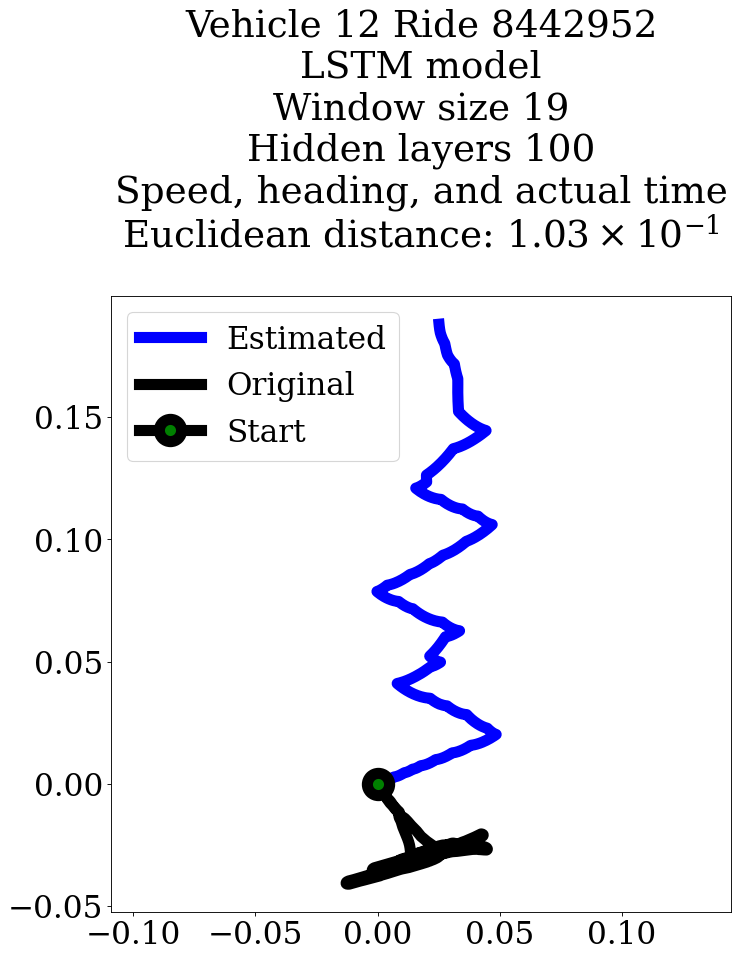 Vehicle 12 Ride 8442952
LSTM model
Window size 19
Hidden layers 100
Speed, heading, and actual time
Euclidean distance: 1.03 × 10⁻¹
Estimated
Original
Start
0.15
0.10
0.05
0.00
−0.05
−0.10 −0.05 0.00 0.05 0.10